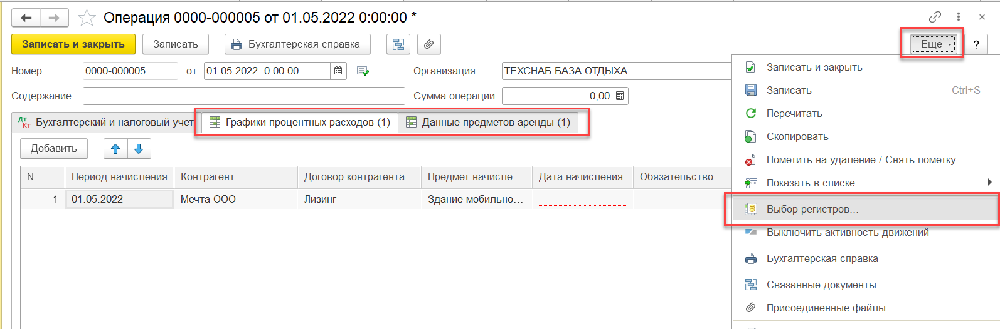 Операция 0000-000005 от 01.05.2022 0:00:00 *
Записать и закрыть
Записать
Бухгалтерская справка
Еще
?
Номер:
0000-000005
от:
01.05.2022 0:00:00
Организация:
ТЕХСНАБ БАЗА ОТДЫХА
Содержание:
Сумма операции:
0,00
Дт Кт Бухгалтерский и налоговый учет
Графики процентных расходов (1)
Данные предметов аренды (1)
Добавить
N Период начисления Контрагент Договор контрагента Предмет начисле... Дата начисления Обязательство
1 01.05.2022 Мечта ООО Лизинг Здание мобильно...
Записать и закрыть
Записать Ctrl+S
Перечитать
Скопировать
Пометить на удаление / Снять пометку
Показать в списке
Выбор регистров...
Выключить активность движений
Бухгалтерская справка
Связанные документы
Присоединенные файлы